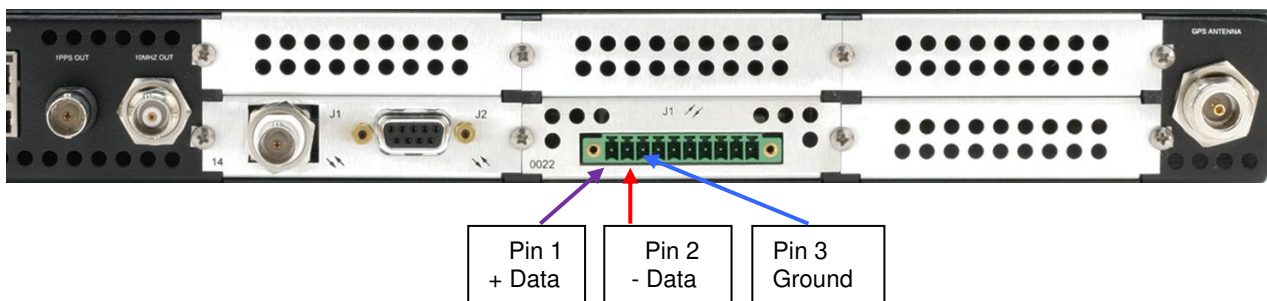 1PPS OUT
10MHZ OUT
GPS ANTENNA
J1
J2
J1
14
0022
Pin 1
+ Data
Pin 2
- Data
Pin 3
Ground